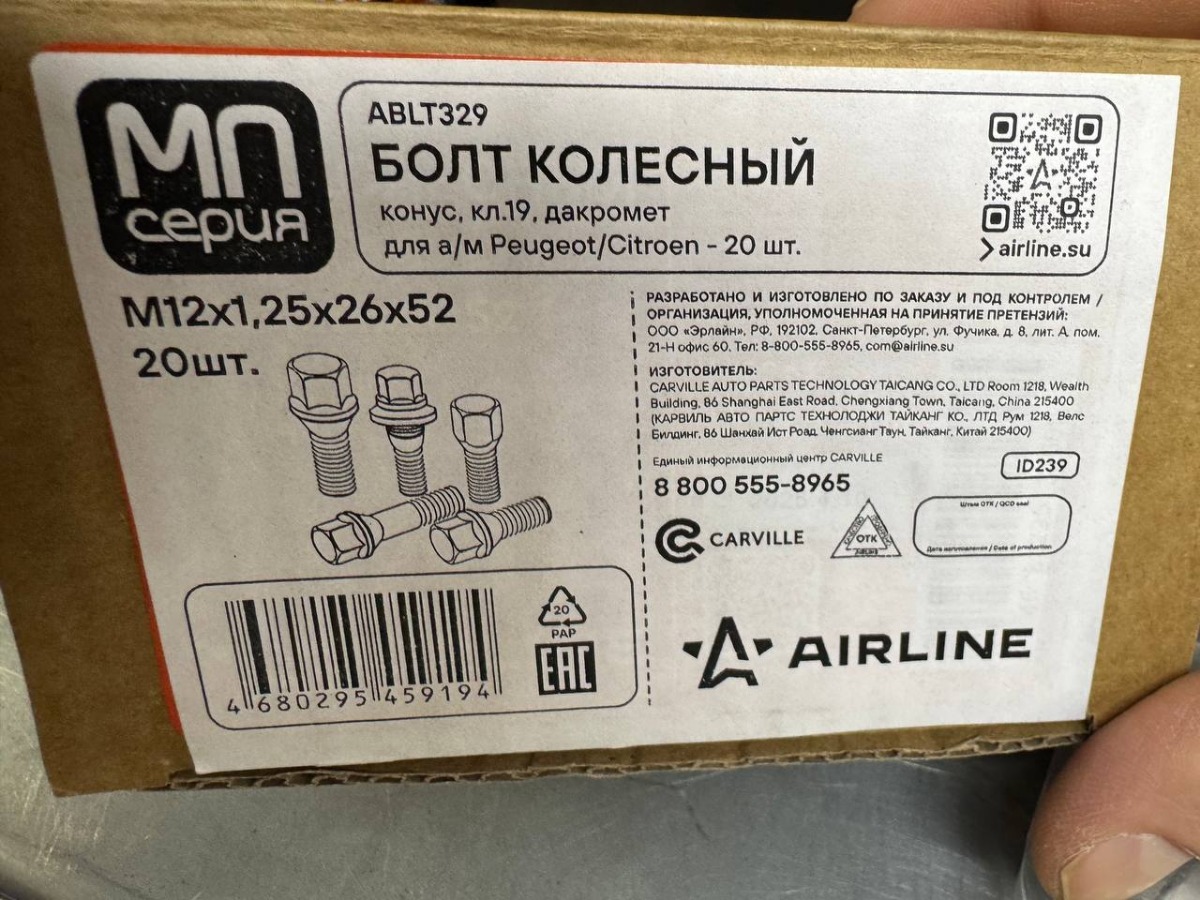 МП
серия
ABLT329
БОЛТ КОЛЕСНЫЙ
конус, кл.19, дакромет
для а/м Peugeot/Citroen - 20 шт.
airline.su
M12x1,25x26x52
20шт.
РАЗРАБОТАНО И ИЗГОТОВЛЕНО ПО ЗАКАЗУ И ПОД КОНТРОЛЕМ /
ОРГАНИЗАЦИЯ, УПОЛНОМОЧЕННАЯ НА ПРИНЯТИЕ ПРЕТЕНЗИЙ:
ООО «Эрлайн», РФ, 192102, Санкт-Петербург, ул. Фучика, д. 8, лит. А, пом.
21-Н офис 60. Тел: 8-800-555-8965, com@airline.su
ИЗГОТОВИТЕЛЬ:
CARVILLE AUTO PARTS TECHNOLOGY TAICANG CO., LTD Room 1218, Wealth
Building, 86 Shanghai East Road, Chengxiang Town, Taicang, China 215400
(КАРВИЛЬ АВТО ПАРТС ТЕХНОЛОДЖИ ТАЙКАНГ КО., ЛТД Рум 1218, Велс
Билдинг, 86 Шанхай Ист Роад, Ченгсианг Таун, Тайканг, Китай 215400)
Единый информационный центр CARVILLE
8 800 555-8965
ID239
CARVILLE
ОТК
AIRLINE
Штамп ОТК / QCD seal
Дата изготовления / Date of production
4 680295 459194
20
PAP
EAC
AIRLINE